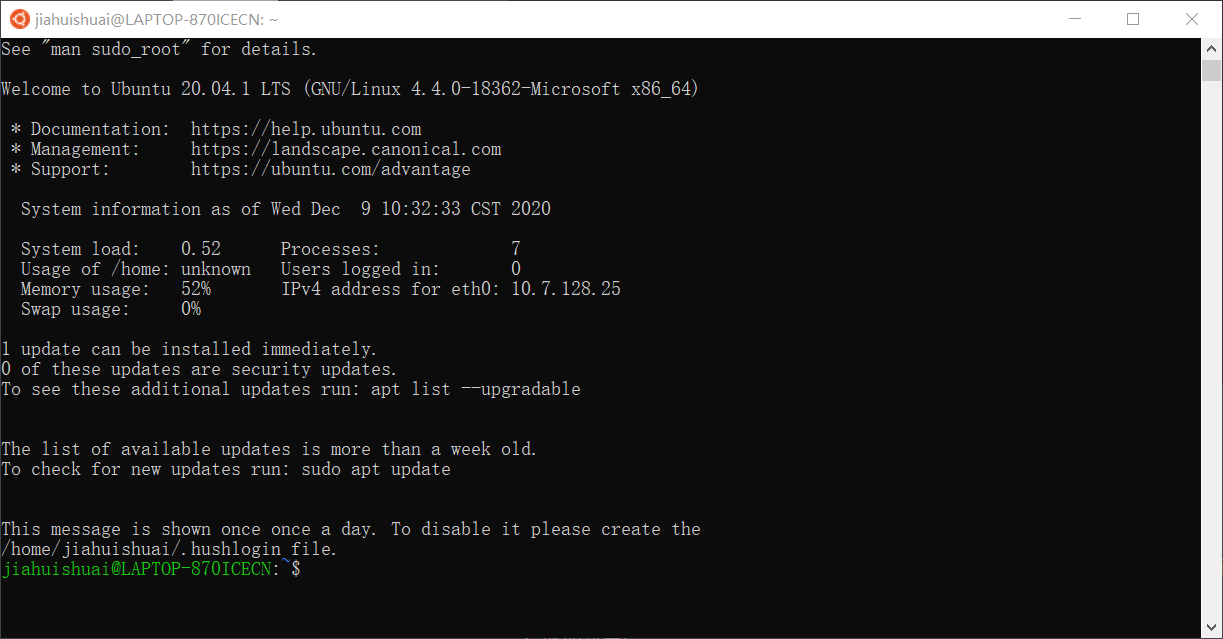 jiahuishuai@LAPTOP-870ICECN: ~
See "man sudo_root" for details.
Welcome to Ubuntu 20.04.1 LTS (GNU/Linux 4.4.0-18362-Microsoft x86_64)
* Documentation:  https://help.ubuntu.com
* Management:     https://landscape.canonical.com
* Support:        https://ubuntu.com/advantage
System information as of Wed Dec  9 10:32:33 CST 2020
System load:    0.52      Processes:             7
Usage of /home: unknown   Users logged in:       0
Memory usage:   52%       IPv4 address for eth0: 10.7.128.25
Swap usage:     0%
1 update can be installed immediately.
0 of these updates are security updates.
To see these additional updates run: apt list --upgradable
The list of available updates is more than a week old.
To check for new updates run: sudo apt update
This message is shown once once a day. To disable it please create the
/home/jiahuishuai/.hushlogin file.
jiahuishuai@LAPTOP-870ICECN:~$